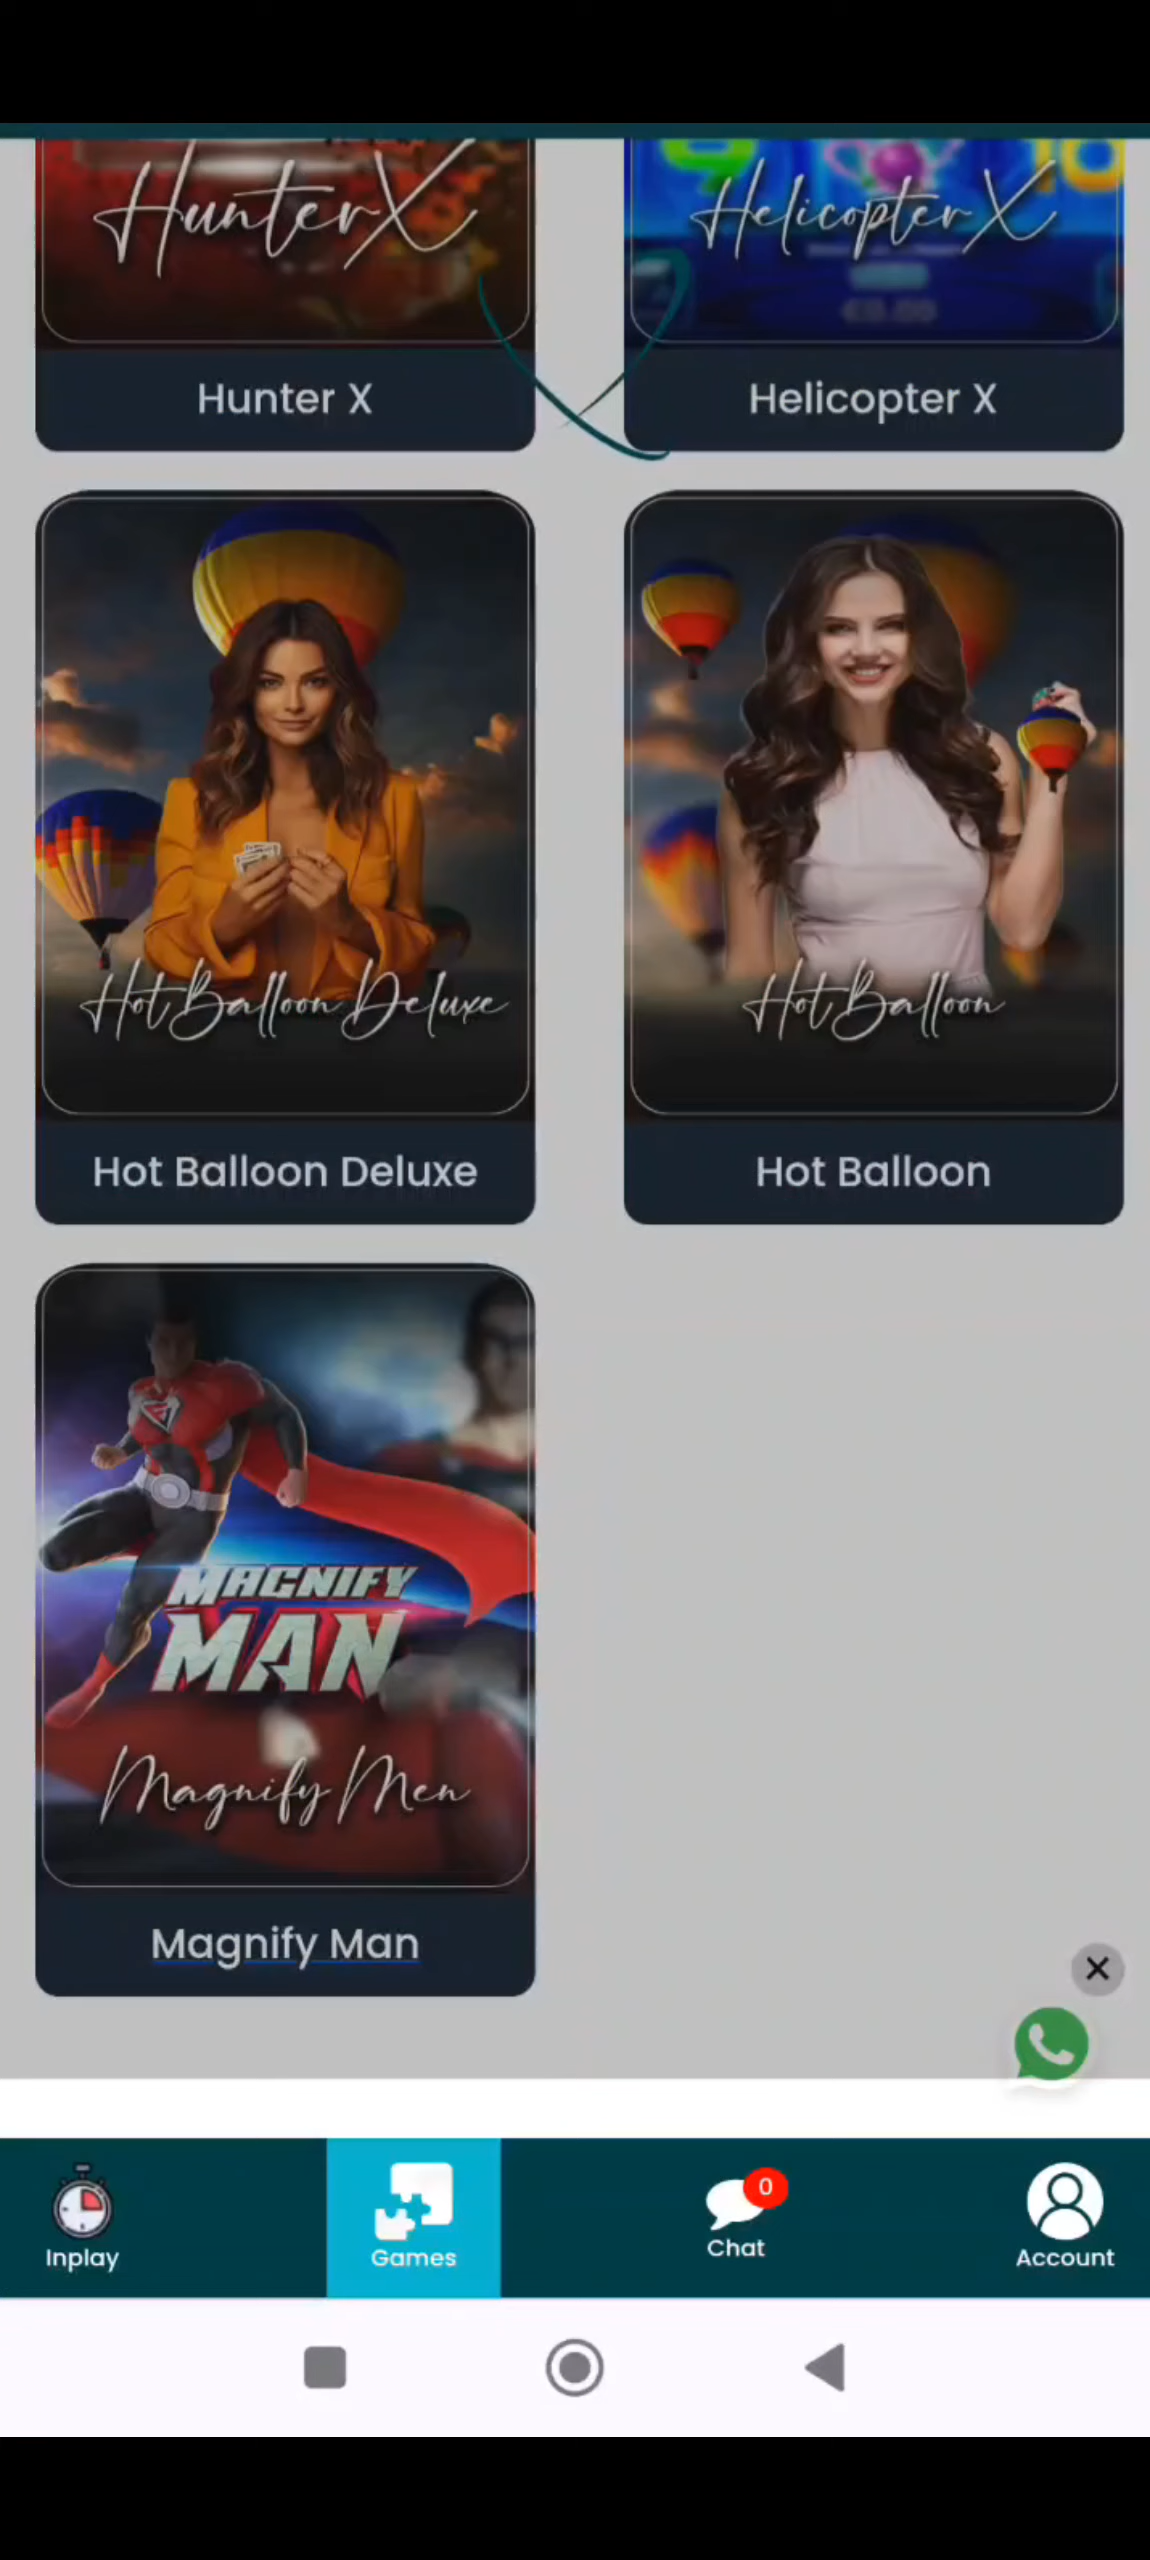 HunterX
Helicopter X
Hunter X
Helicopter X
Hot Balloon Deluxe
Hot Balloon
Hot Balloon Deluxe
Hot Balloon
MAGNIFY
MAN
Magnify Men
Magnify Man
Inplay
Games
0
Chat
Account